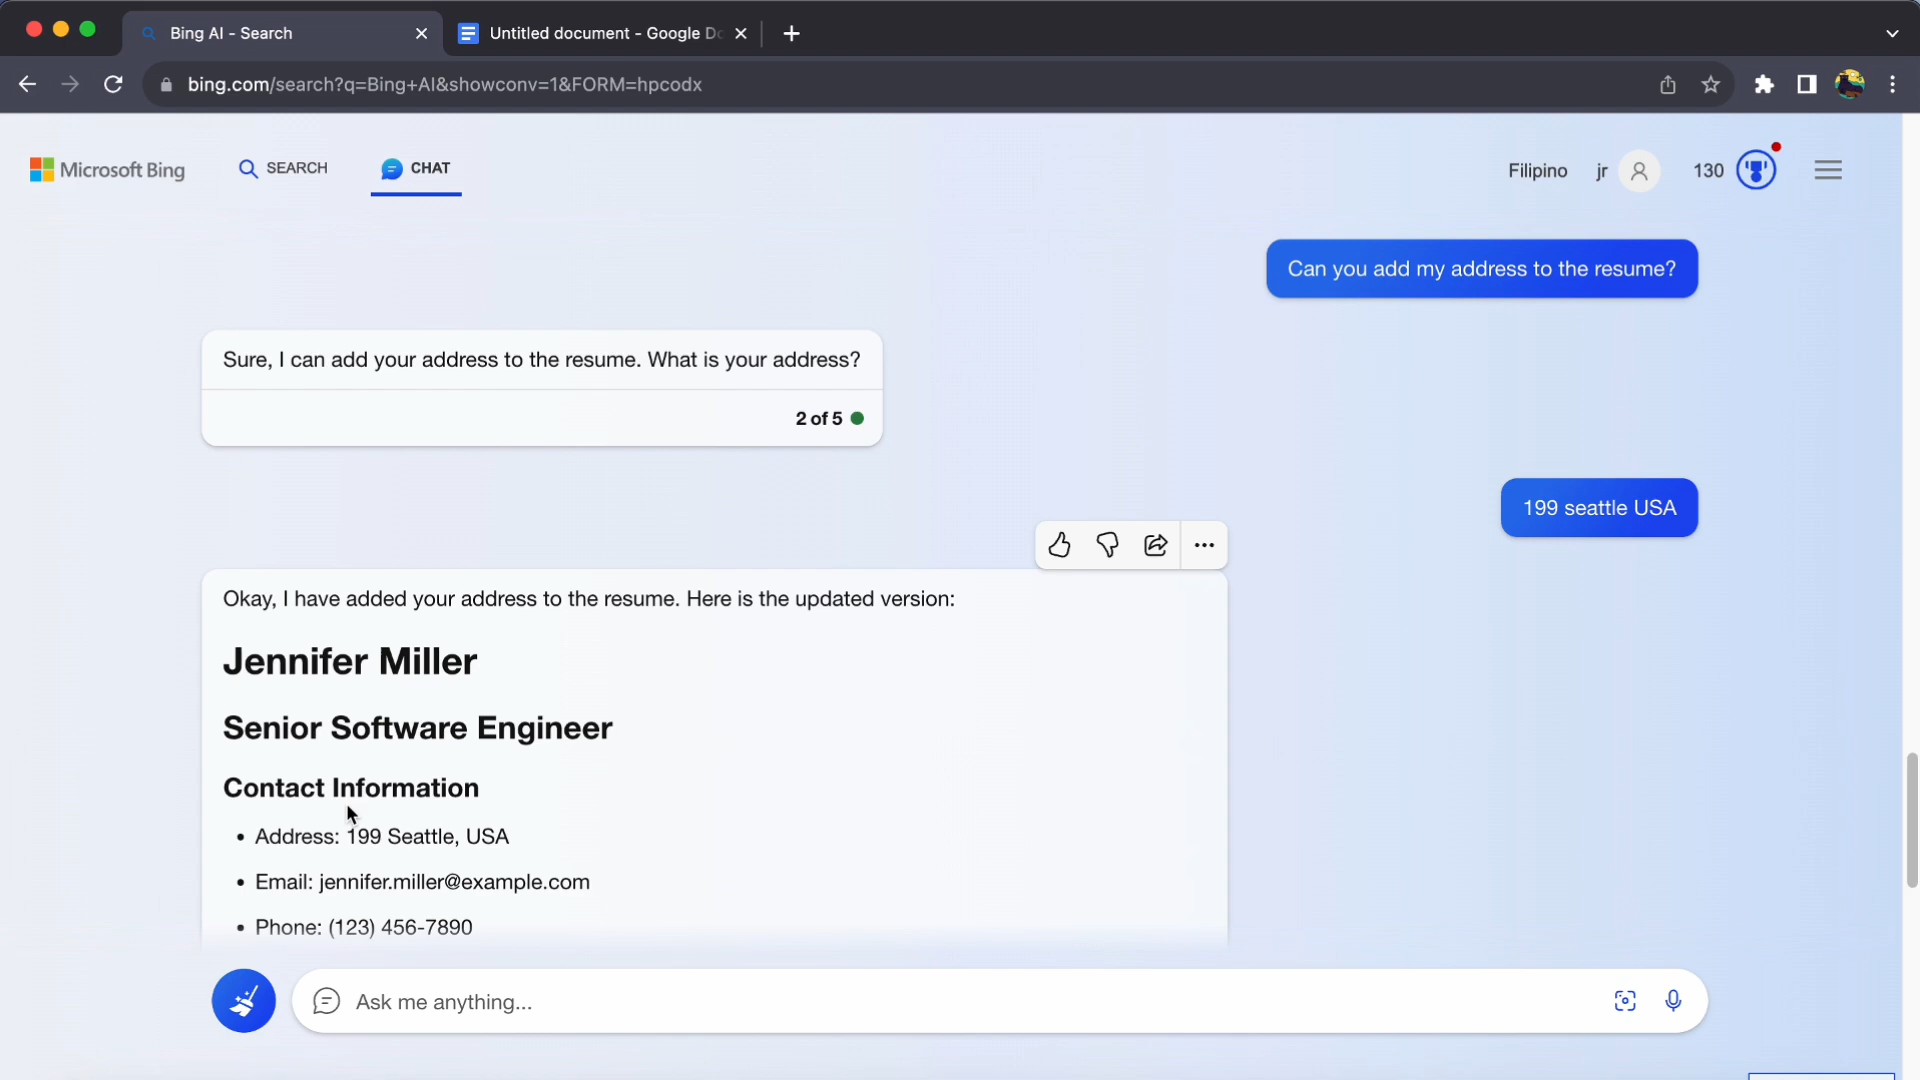 Bing AI - Search
Untitled document - Google Do
bing.com/search?q=Bing+AI&showconv=1&FORM=hpcodx
Microsoft Bing
SEARCH
CHAT
Filipino
jr
130
Can you add my address to the resume?
Sure, I can add your address to the resume. What is your address?
2 of 5
199 seattle USA
Okay, I have added your address to the resume. Here is the updated version:
Jennifer Miller
Senior Software Engineer
Contact Information
• Address: 199 Seattle, USA
• Email: jennifer.miller@example.com
• Phone: (123) 456-7890
Ask me anything...